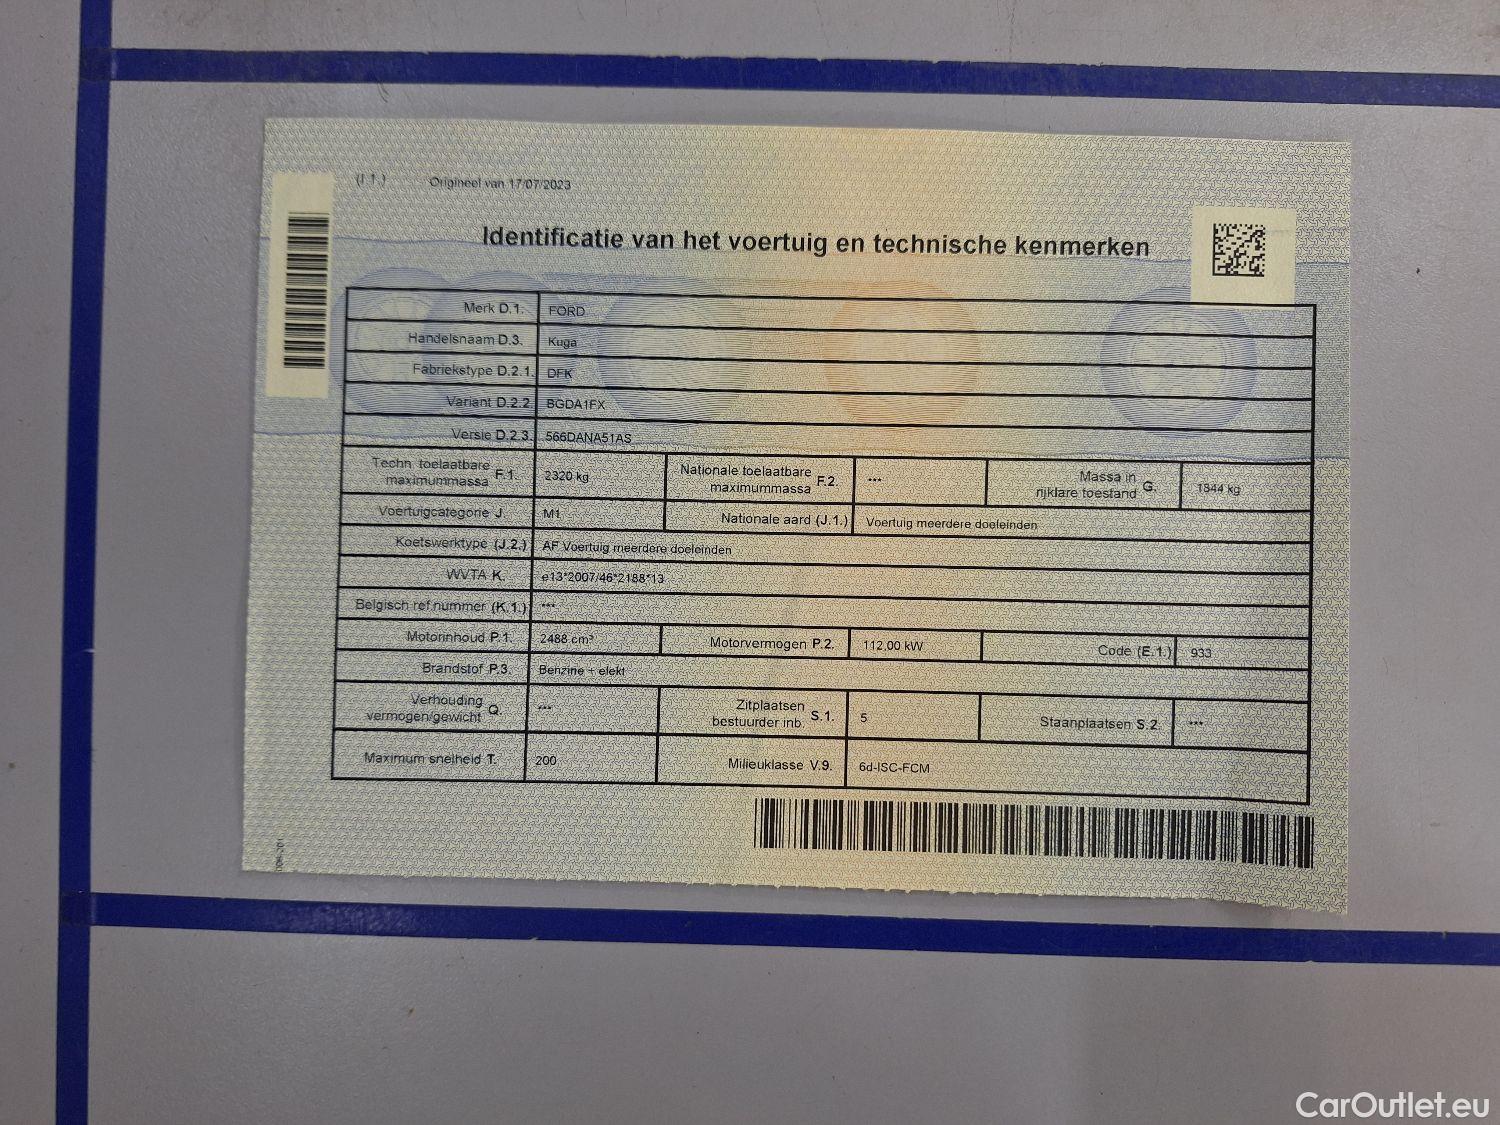 (I.1.) Origineel van 17/07/2023
Identificatie van het voertuig en technische kenmerken
Merk D.1. FORD
Handelsnaam D.3. Kuga
Fabriekstype D.2.1. DFK
Variant D.2.2. BGDA1FX
Versie D.2.3. 566DANA51AS
Techn. toelaatbare maximummassa F.1. 2320 kg Nationale toelaatbare maximummassa F.2. *** Massa in rijklare toestand G. 1844 kg
Voertuigcategorie J. M1 Nationale aard (J.1.) Voertuig meerdere doeleinden
Koetswerktype (J.2.) AF Voertuig meerdere doeleinden
WVTA K. e13*2007/46*2188*13
Belgisch ref.nummer (K.1.) ***
Motorinhoud P.1. 2488 cm³ Motorvermogen P.2. 112,00 kW Code (E.1.) 933
Brandstof P.3. Benzine + elekt
Verhouding vermogen/gewicht Q. *** Zitplaatsen bestuurder inb. S.1. 5 Staanplaatsen S.2. ***
Maximum snelheid T. 200 Milieuklasse V.9. 6d-ISC-FCM
CarOutlet.eu